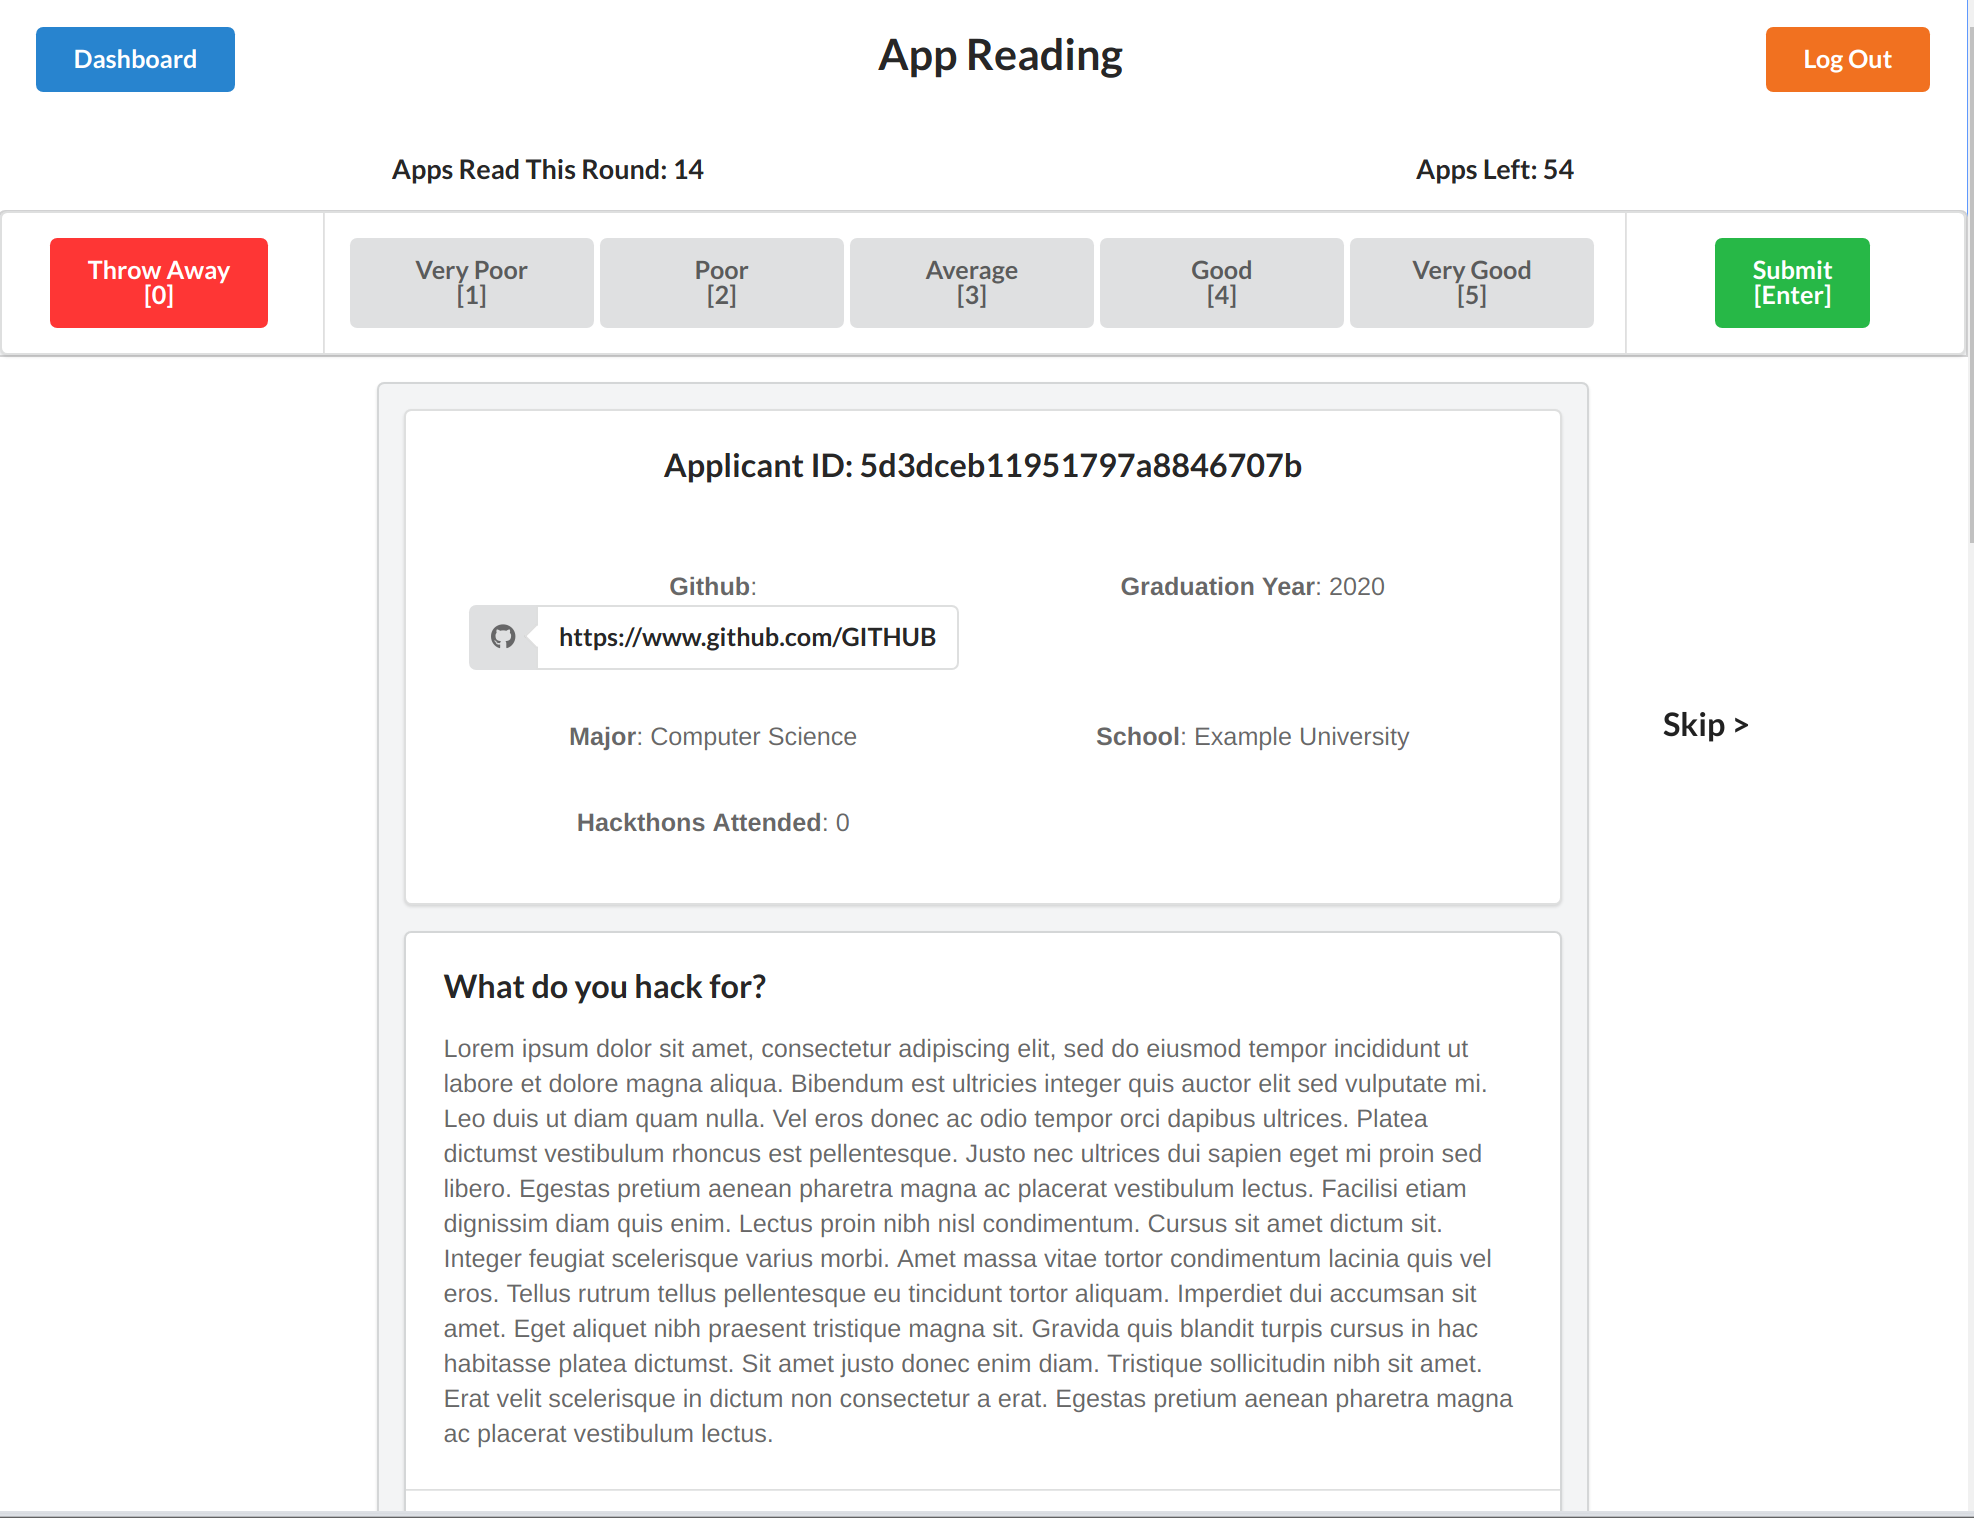 Dashboard
App Reading
Log Out
Apps Read This Round: 14
Apps Left: 54
Throw Away
[0]
Very Poor
[1]
Poor
[2]
Average
[3]
Good
[4]
Very Good
[5]
Submit
[Enter]
Applicant ID: 5d3dceb11951797a8846707b
Github:
https://www.github.com/GITHUB
Graduation Year: 2020
Major: Computer Science
School: Example University
Hackthons Attended: 0
Skip >
What do you hack for?
Lorem ipsum dolor sit amet, consectetur adipiscing elit, sed do eiusmod tempor incididunt ut
labore et dolore magna aliqua. Bibendum est ultricies integer quis auctor elit sed vulputate mi.
Leo duis ut diam quam nulla. Vel eros donec ac odio tempor orci dapibus ultrices. Platea
dictumst vestibulum rhoncus est pellentesque. Justo nec ultrices dui sapien eget mi proin sed
libero. Egestas pretium aenean pharetra magna ac placerat vestibulum lectus. Facilisi etiam
dignissim diam quis enim. Lectus proin nibh nisl condimentum. Cursus sit amet dictum sit.
Integer feugiat scelerisque varius morbi. Amet massa vitae tortor condimentum lacinia quis vel
eros. Tellus rutrum tellus pellentesque eu tincidunt tortor aliquam. Imperdiet dui accumsan sit
amet. Eget aliquet nibh praesent tristique magna sit. Gravida quis blandit turpis cursus in hac
habitasse platea dictumst. Sit amet justo donec enim diam. Tristique sollicitudin nibh sit amet.
Erat velit scelerisque in dictum non consectetur a erat. Egestas pretium aenean pharetra magna
ac placerat vestibulum lectus.